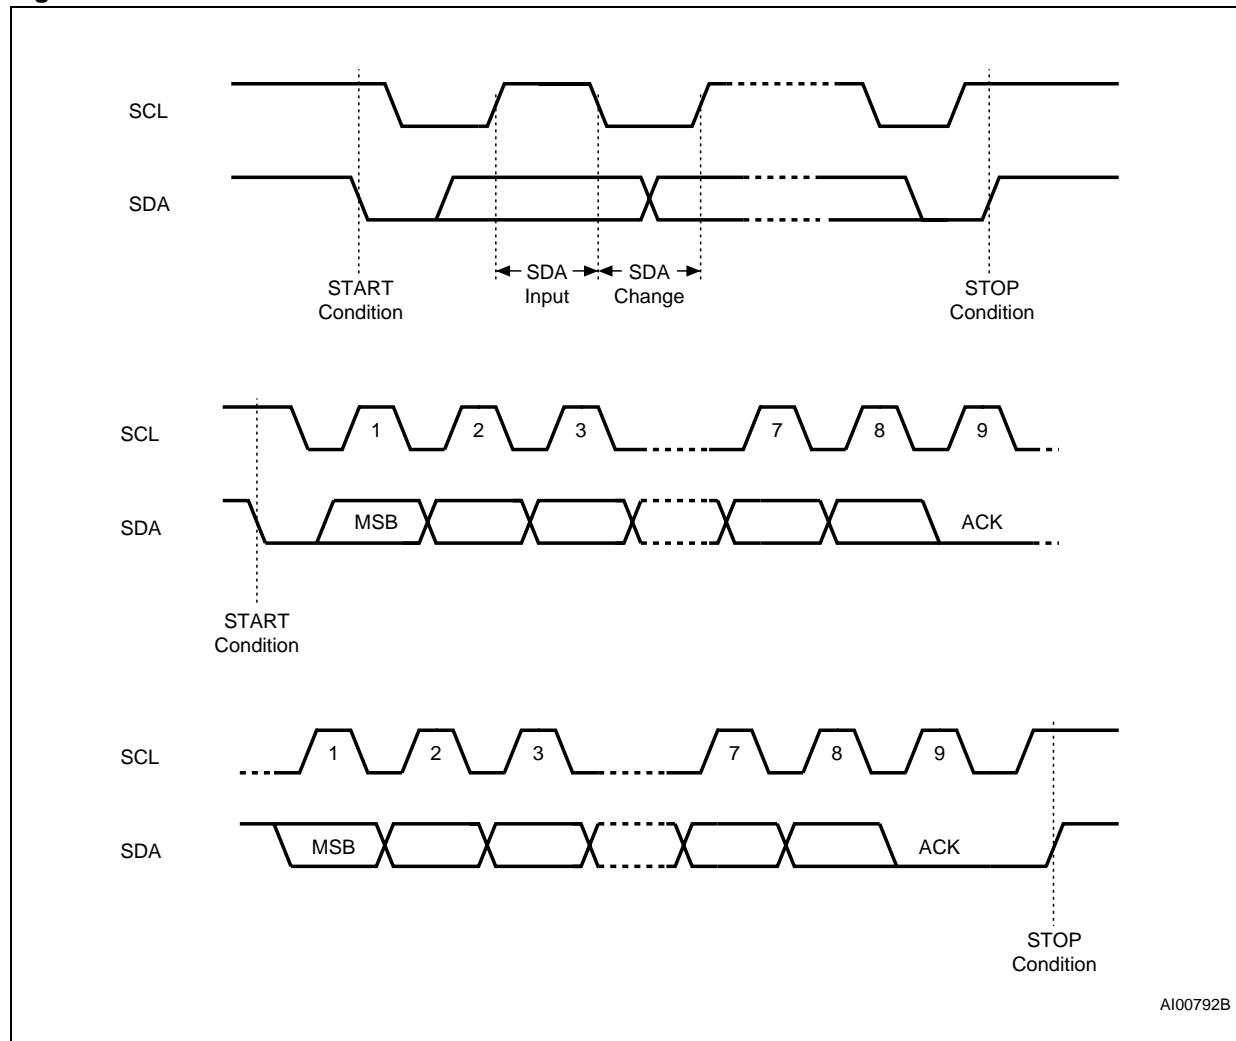 SCL
SDA
SDA
Input
SDA
Change
START
Condition
STOP
Condition
SCL
1 2 3 7 8 9
SDA
MSB ACK
START
Condition
SCL
1 2 3 7 8 9
SDA
MSB ACK
STOP
Condition
AI00792B